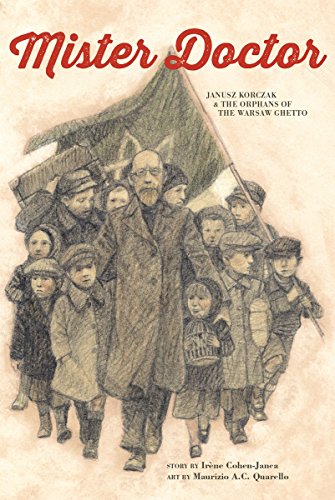 Mister Doctor
JANUSZ KORCZAK
& THE ORPHANS OF
THE WARSAW GHETTO
STORY BY Irène Cohen-Janca
ART BY Maurizio A.C. Quarello